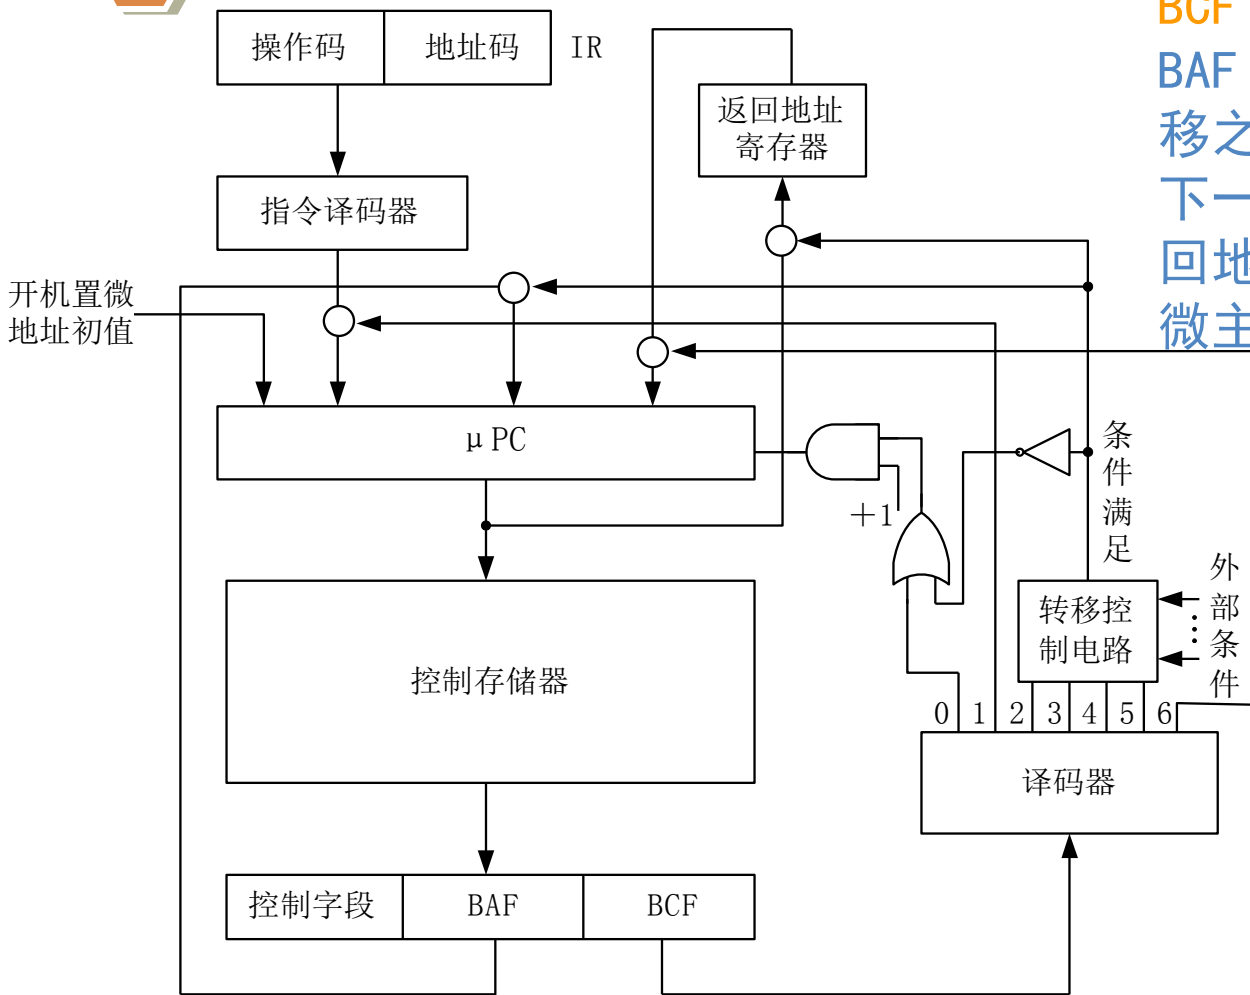 操作码 地址码 IR
BCF
BAF
移之
下一
回地
微主
返回地址
寄存器
指令译码器
开机置微
地址初值
μPC
+1
条件满足
外部条件
转移控
制电路
控制存储器
0 1 2 3 4 5 6
译码器
控制字段 BAF BCF